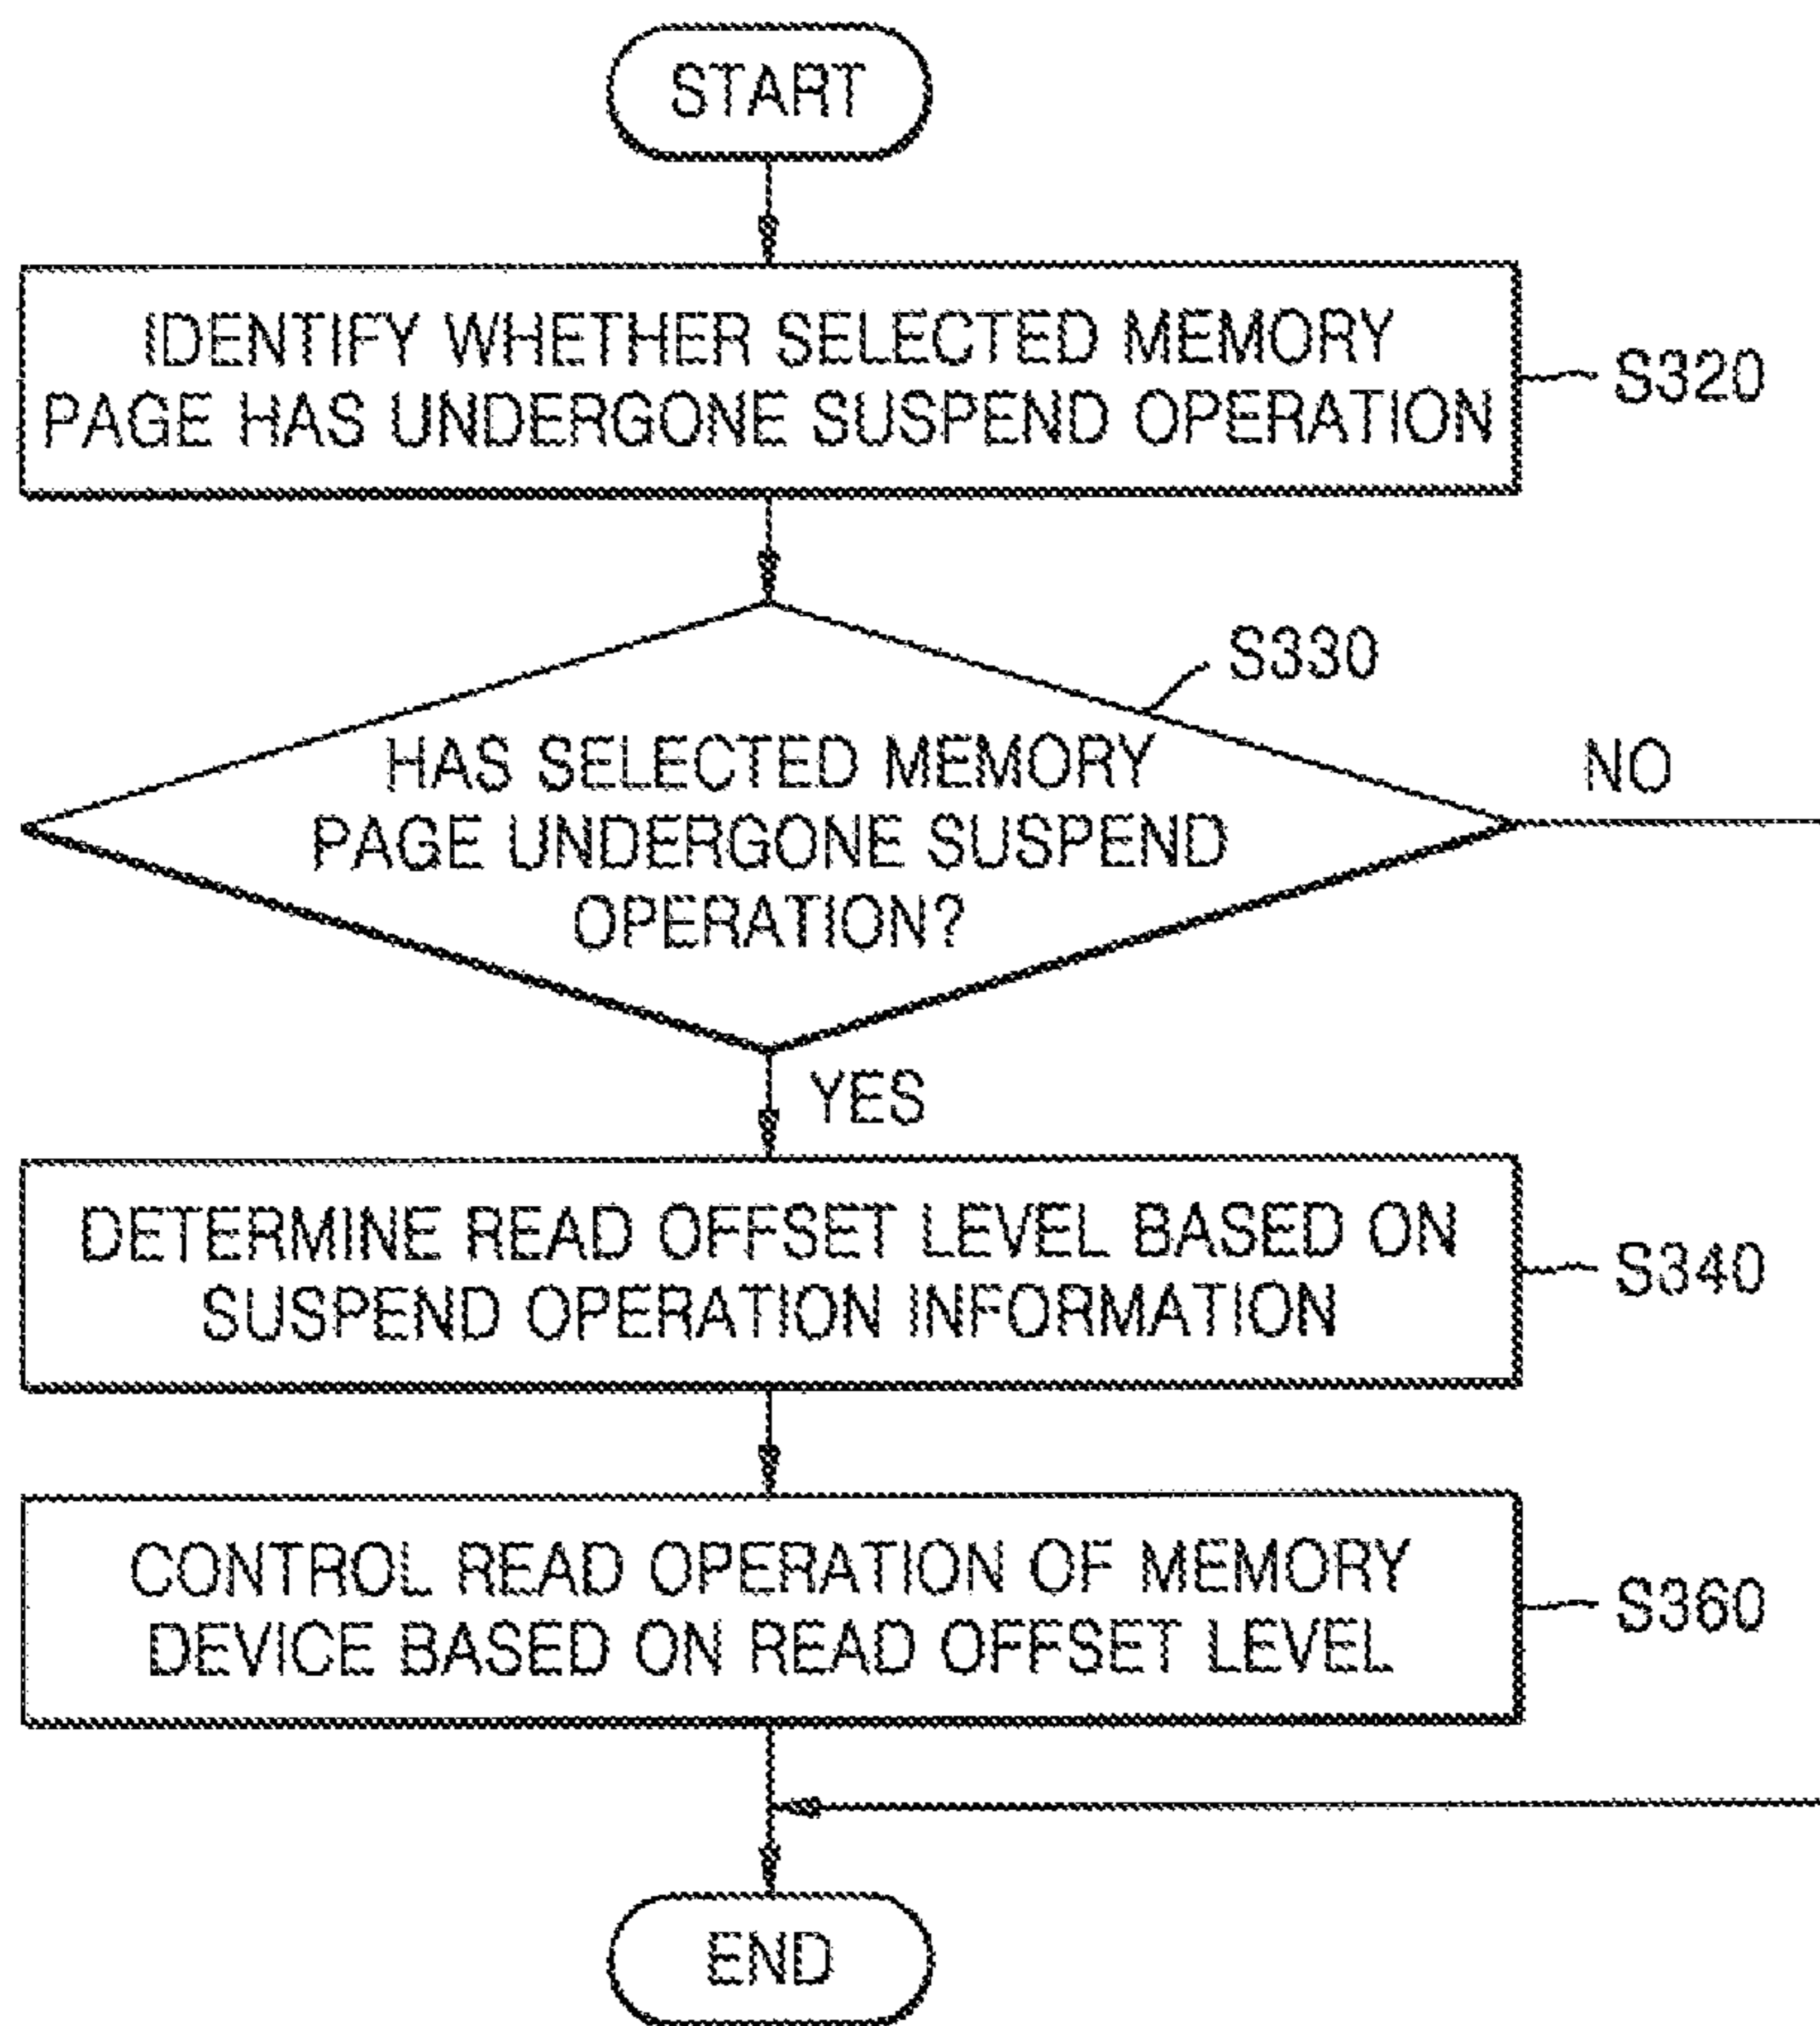 START
IDENTIFY WHETHER SELECTED MEMORY
PAGE HAS UNDERGONE SUSPEND OPERATION
S320
S330
HAS SELECTED MEMORY
PAGE UNDERGONE SUSPEND
OPERATION?
NO
YES
DETERMINE READ OFFSET LEVEL BASED ON
SUSPEND OPERATION INFORMATION
S340
CONTROL READ OPERATION OF MEMORY
DEVICE BASED ON READ OFFSET LEVEL
S360
END